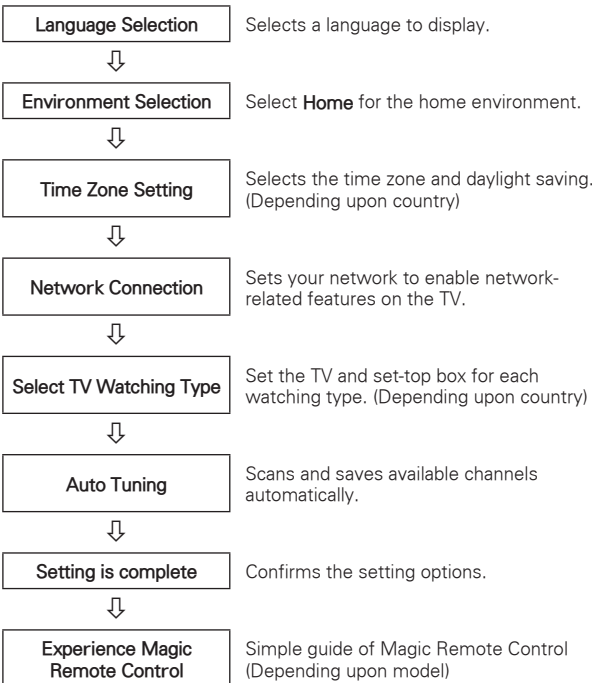 Language Selection
Selects a language to display.
Environment Selection
Select Home for the home environment.
Time Zone Setting
Selects the time zone and daylight saving.
(Depending upon country)
Network Connection
Sets your network to enable network-
related features on the TV.
Select TV Watching Type
Set the TV and set-top box for each
watching type. (Depending upon country)
Auto Tuning
Scans and saves available channels
automatically.
Setting is complete
Confirms the setting options.
Experience Magic
Remote Control
Simple guide of Magic Remote Control
(Depending upon model)